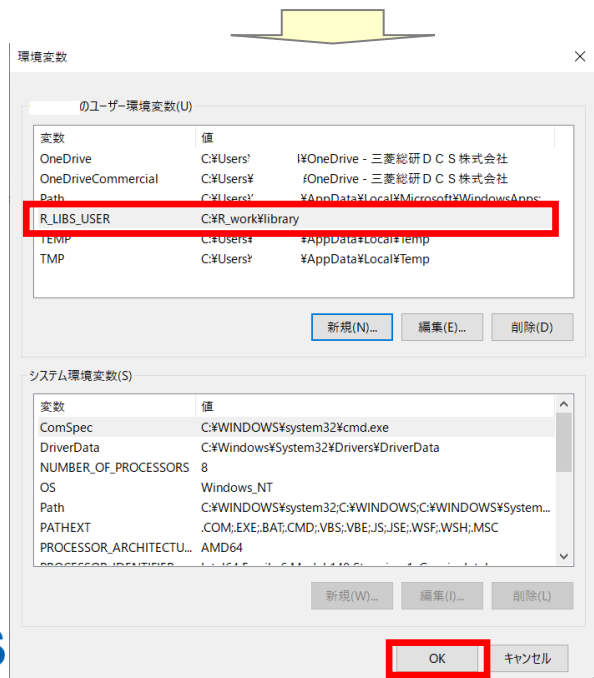 環境変数
のユーザー環境変数(U)
変数 値
OneDrive C:¥Users¥ ¥OneDrive - 三菱総研ＤＣＳ株式会社
OneDriveCommercial C:¥Users¥ ¥OneDrive - 三菱総研ＤＣＳ株式会社
Path C:¥Users¥ ¥AppData¥Local¥Microsoft¥WindowsApps;
R_LIBS_USER C:¥R_work¥library
TEMP C:¥Users¥ ¥AppData¥Local¥Temp
TMP C:¥Users¥ ¥AppData¥Local¥Temp
新規(N)... 編集(E)... 削除(D)
システム環境変数(S)
変数 値
ComSpec C:¥WINDOWS¥system32¥cmd.exe
DriverData C:¥Windows¥System32¥Drivers¥DriverData
NUMBER_OF_PROCESSORS 8
OS Windows_NT
Path C:¥WINDOWS¥system32;C:¥WINDOWS;C:¥WINDOWS¥System...
PATHEXT .COM;.EXE;.BAT;.CMD;.VBS;.VBE;.JS;.JSE;.WSF;.WSH;.MSC
PROCESSOR_ARCHITECTU... AMD64
新規(W)... 編集(I)... 削除(L)
OK キャンセル